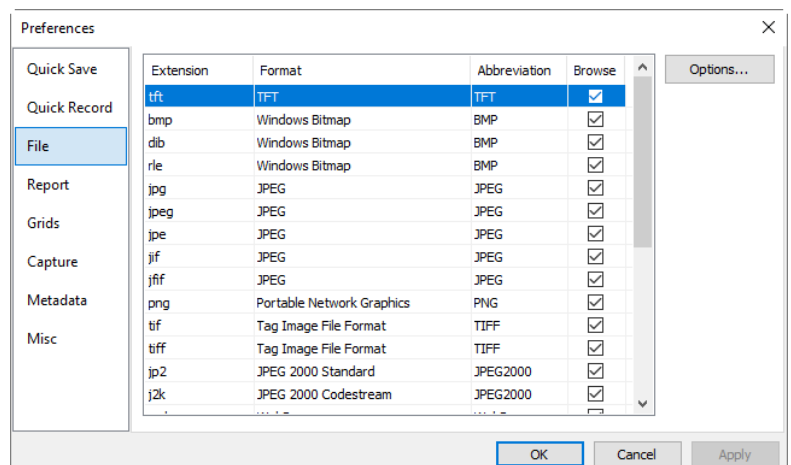 Preferences
Quick Save
Quick Record
File
Report
Grids
Capture
Metadata
Misc
Extension Format Abbreviation Browse
tft TFT TFT
bmp Windows Bitmap BMP
dib Windows Bitmap BMP
rle Windows Bitmap BMP
jpg JPEG JPEG
jpeg JPEG JPEG
jpe JPEG JPEG
jif JPEG JPEG
jfif JPEG JPEG
png Portable Network Graphics PNG
tif Tag Image File Format TIFF
tiff Tag Image File Format TIFF
jp2 JPEG 2000 Standard JPEG2000
j2k JPEG 2000 Codestream JPEG2000
Options...
OK Cancel Apply